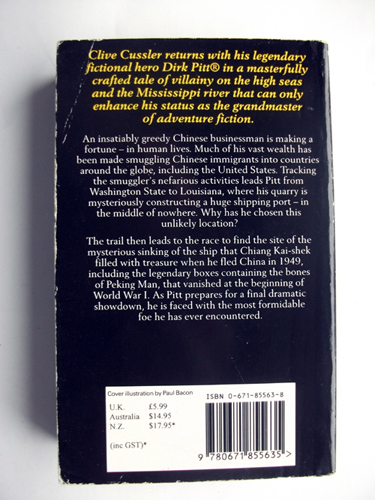 Clive Cussler returns with his legendary
fictional hero Dirk Pitt® in a masterfully
crafted tale of villainy on the high seas
and the Mississippi river that can only
enhance his status as the grandmaster
of adventure fiction.
An insatiably greedy Chinese businessman is making a
fortune – in human lives. Much of his vast wealth has
been made smuggling Chinese immigrants into countries
around the globe, including the United States. Tracking
the smuggler's nefarious activities leads Pitt from
Washington State to Louisiana, where his quarry is
mysteriously constructing a huge shipping port – in
the middle of nowhere. Why has he chosen this
unlikely location?
The trail then leads to the race to find the site of the
mysterious sinking of the ship that Chiang Kai-shek
filled with treasure when he fled China in 1949,
including the legendary boxes containing the bones
of Peking Man, that vanished at the beginning of
World War I. As Pitt prepares for a final dramatic
showdown, he is faced with the most formidable
foe he has ever encountered.
Cover illustration by Paul Bacon
U.K. £5.99
Australia $14.95
N.Z. $17.95*
(inc GST)*
ISBN 0-671-85563-8
9 780671 855635 >